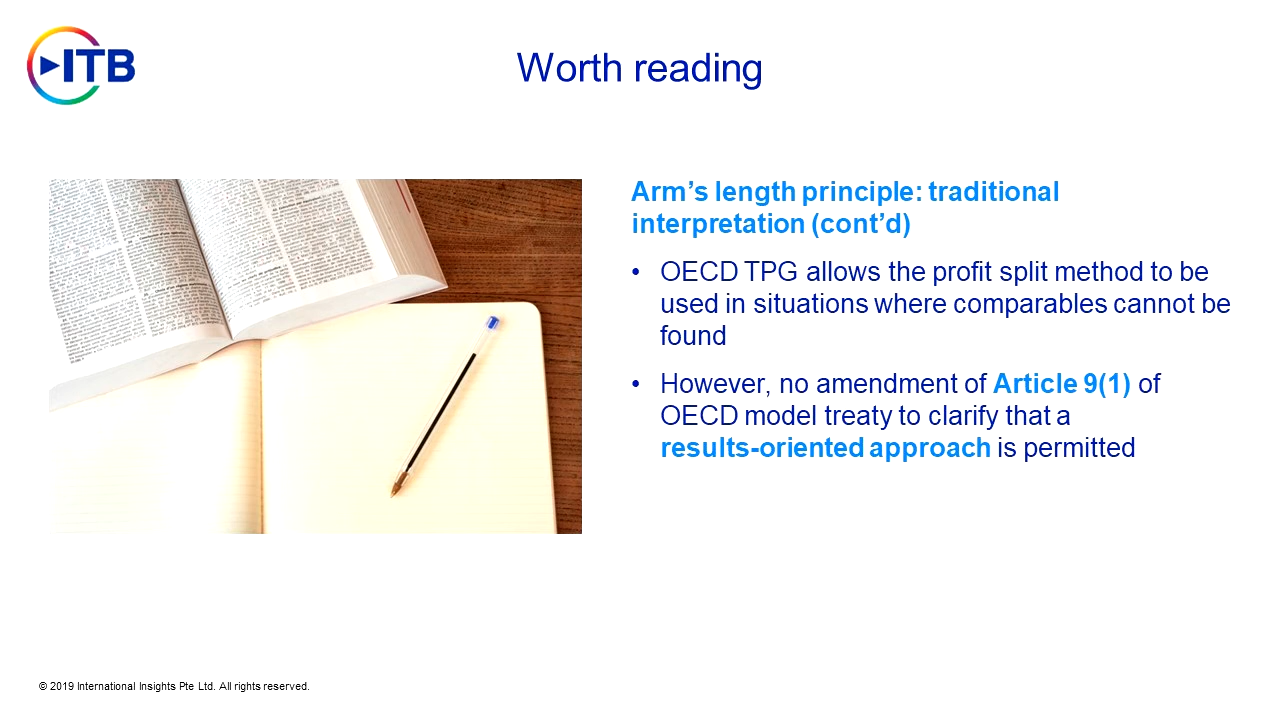 ITB
Worth reading
Arm’s length principle: traditional
interpretation (cont’d)
• OECD TPG allows the profit split method to be
used in situations where comparables cannot be
found
• However, no amendment of Article 9(1) of
OECD model treaty to clarify that a
results-oriented approach is permitted
© 2019 International Insights Pte Ltd. All rights reserved.